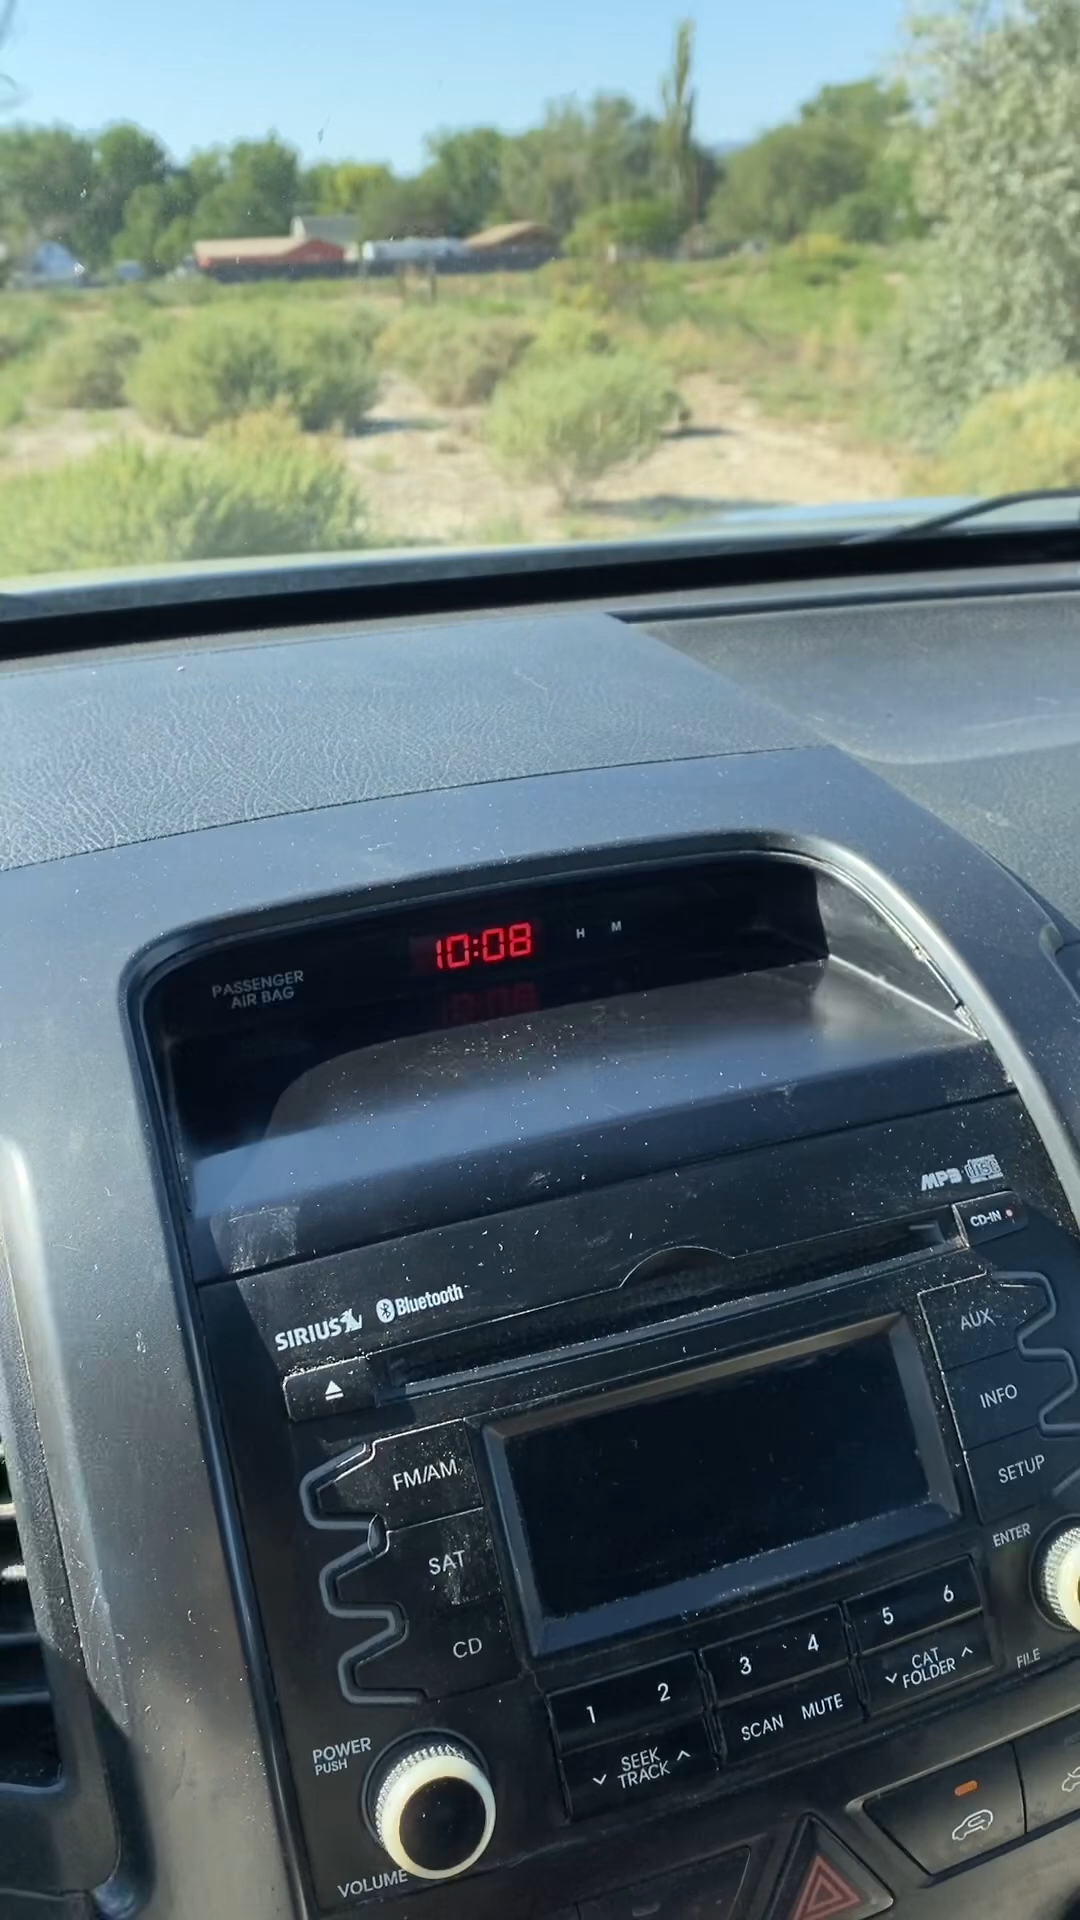 10:08
H M
PASSENGER
AIR BAG
MP3 disc
CD-IN
SIRIUS Bluetooth
AUX
INFO
FM/AM
SETUP
SAT
ENTER
CD
1 2 3 4 5 6
SEEK
TRACK
SCAN MUTE
CAT
FOLDER
FILE
POWER
PUSH
VOLUME